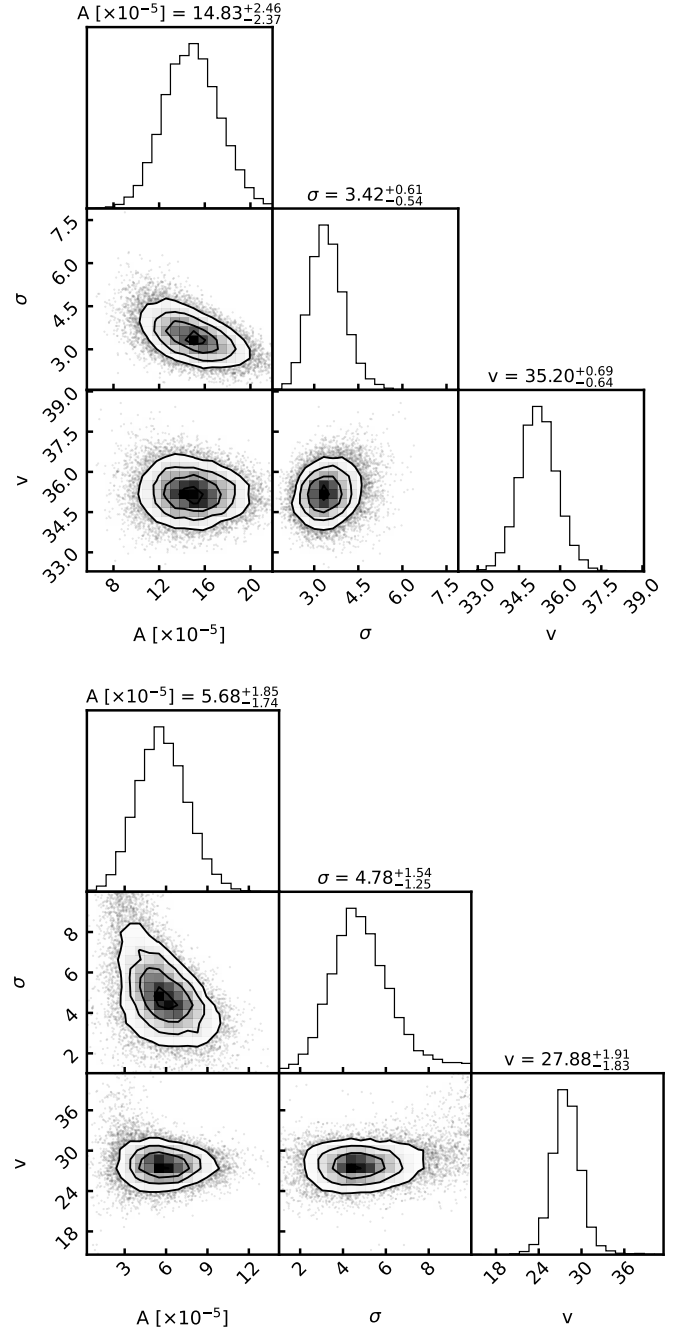 A [×10⁻⁵] = 14.83+2.46−2.37
σ = 3.42+0.61−0.54
7.5
6.0
4.5
3.0
σ
v = 35.20+0.69−0.64
39.0
37.5
36.0
34.5
33.0
v
8 12 16 20 3.0 4.5 6.0 7.5 33.0 34.5 36.0 37.5 39.0
A [×10⁻⁵] σ v
A [×10⁻⁵] = 5.68+1.85−1.74
σ = 4.78+1.54−1.25
8
6
4
2
σ
v = 27.88+1.91−1.83
36
30
24
18
v
3 6 9 12 2 4 6 8 18 24 30 36
A [×10⁻⁵] σ v